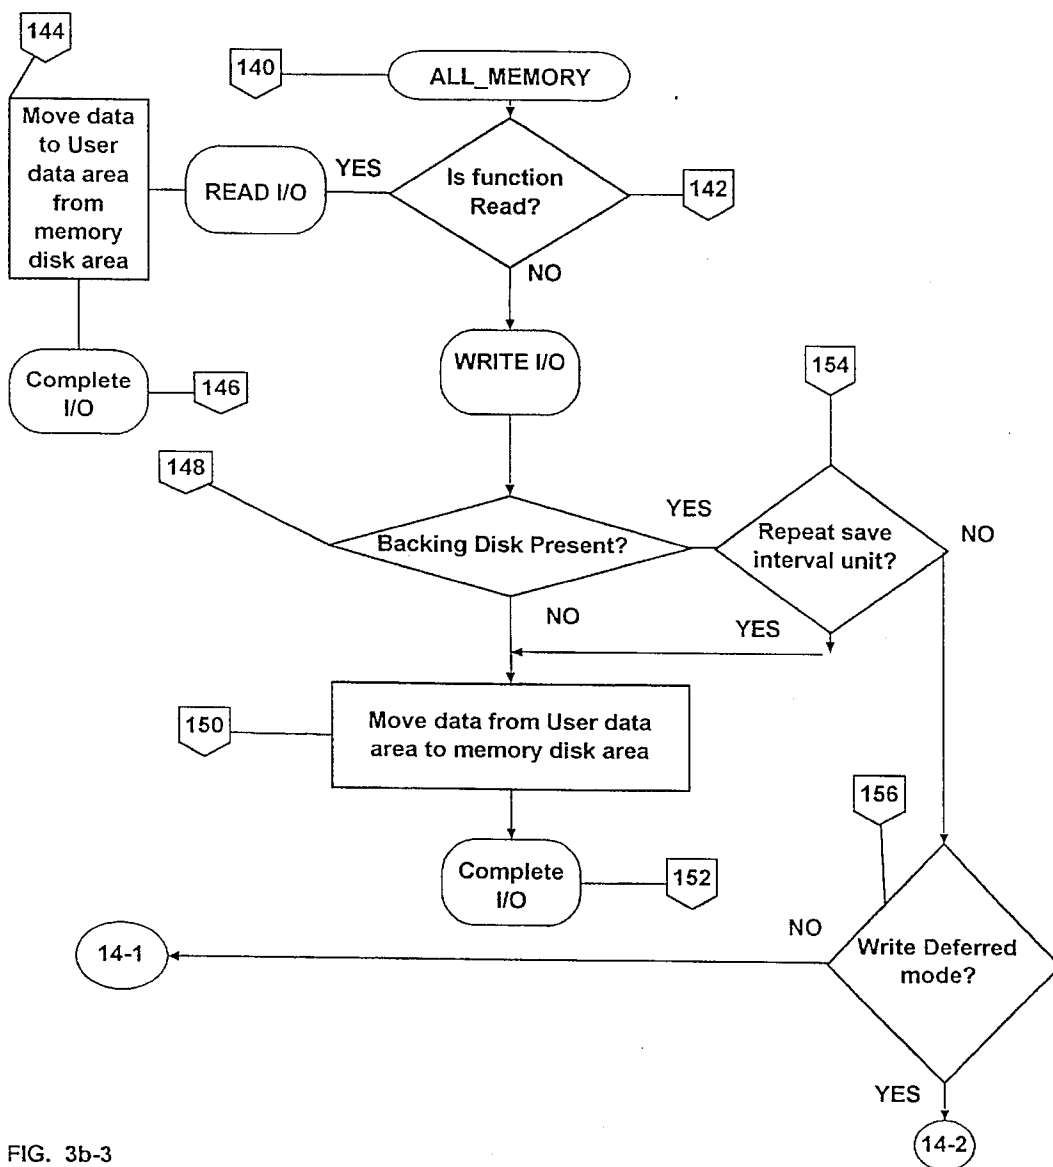 144
140
ALL_MEMORY
Move data
to User
data area
from
memory
disk area
READ I/O
YES
Is function
Read?
142
NO
WRITE I/O
154
Complete
I/O
146
148
Backing Disk Present?
YES
Repeat save
interval unit?
NO
NO
YES
150
Move data from User data
area to memory disk area
156
Complete
I/O
152
NO
14-1
Write Deferred
mode?
YES
14-2
FIG. 3b-3